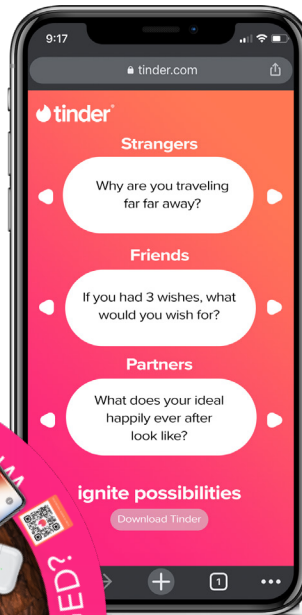 9:17
tinder.com
tinder
Strangers
Why are you traveling
far far away?
Friends
If you had 3 wishes, what
would you wish for?
Partners
What does your ideal
happily ever after
look like?
ignite possibilities
Download Tinder
1
ED?